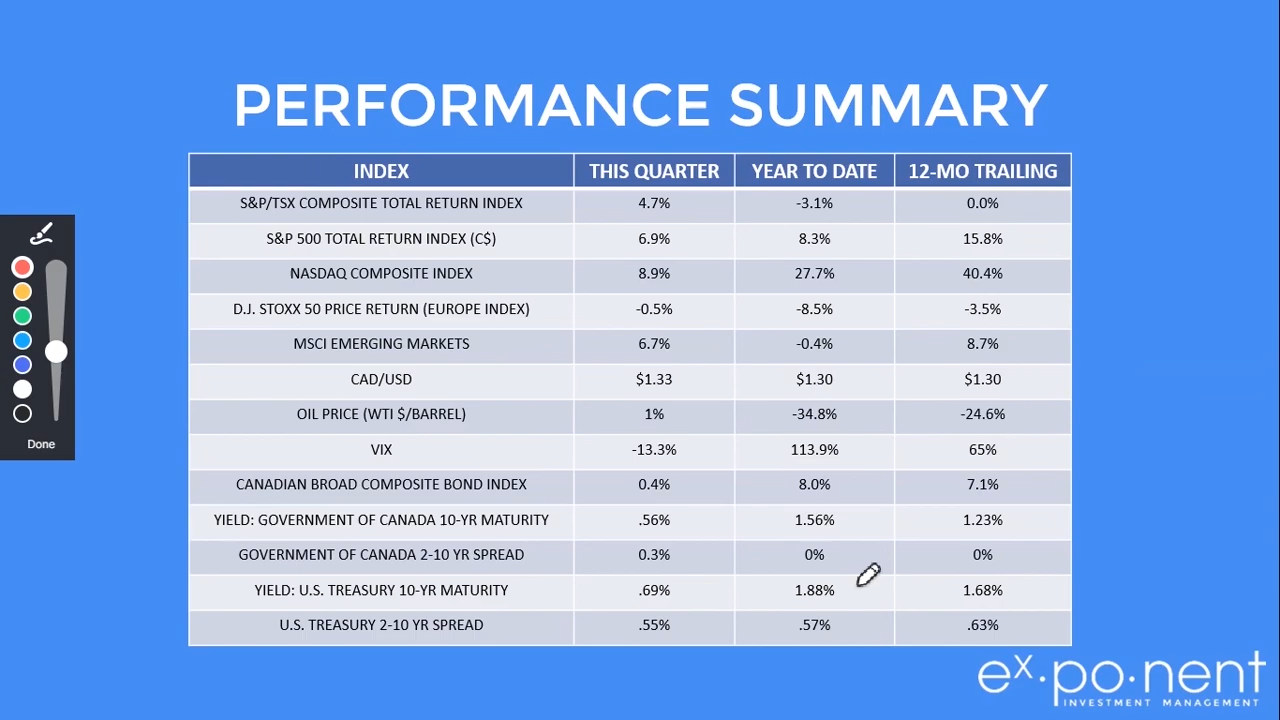 PERFORMANCE SUMMARY
INDEX THIS QUARTER YEAR TO DATE 12-MO TRAILING
S&P/TSX COMPOSITE TOTAL RETURN INDEX 4.7% -3.1% 0.0%
S&P 500 TOTAL RETURN INDEX (C$) 6.9% 8.3% 15.8%
NASDAQ COMPOSITE INDEX 8.9% 27.7% 40.4%
D.J. STOXX 50 PRICE RETURN (EUROPE INDEX) -0.5% -8.5% -3.5%
MSCI EMERGING MARKETS 6.7% -0.4% 8.7%
CAD/USD $1.33 $1.30 $1.30
OIL PRICE (WTI $/BARREL) 1% -34.8% -24.6%
VIX -13.3% 113.9% 65%
CANADIAN BROAD COMPOSITE BOND INDEX 0.4% 8.0% 7.1%
YIELD: GOVERNMENT OF CANADA 10-YR MATURITY .56% 1.56% 1.23%
GOVERNMENT OF CANADA 2-10 YR SPREAD 0.3% 0% 0%
YIELD: U.S. TREASURY 10-YR MATURITY .69% 1.88% 1.68%
U.S. TREASURY 2-10 YR SPREAD .55% .57% .63%
Done
ex·po·nent
INVESTMENT MANAGEMENT